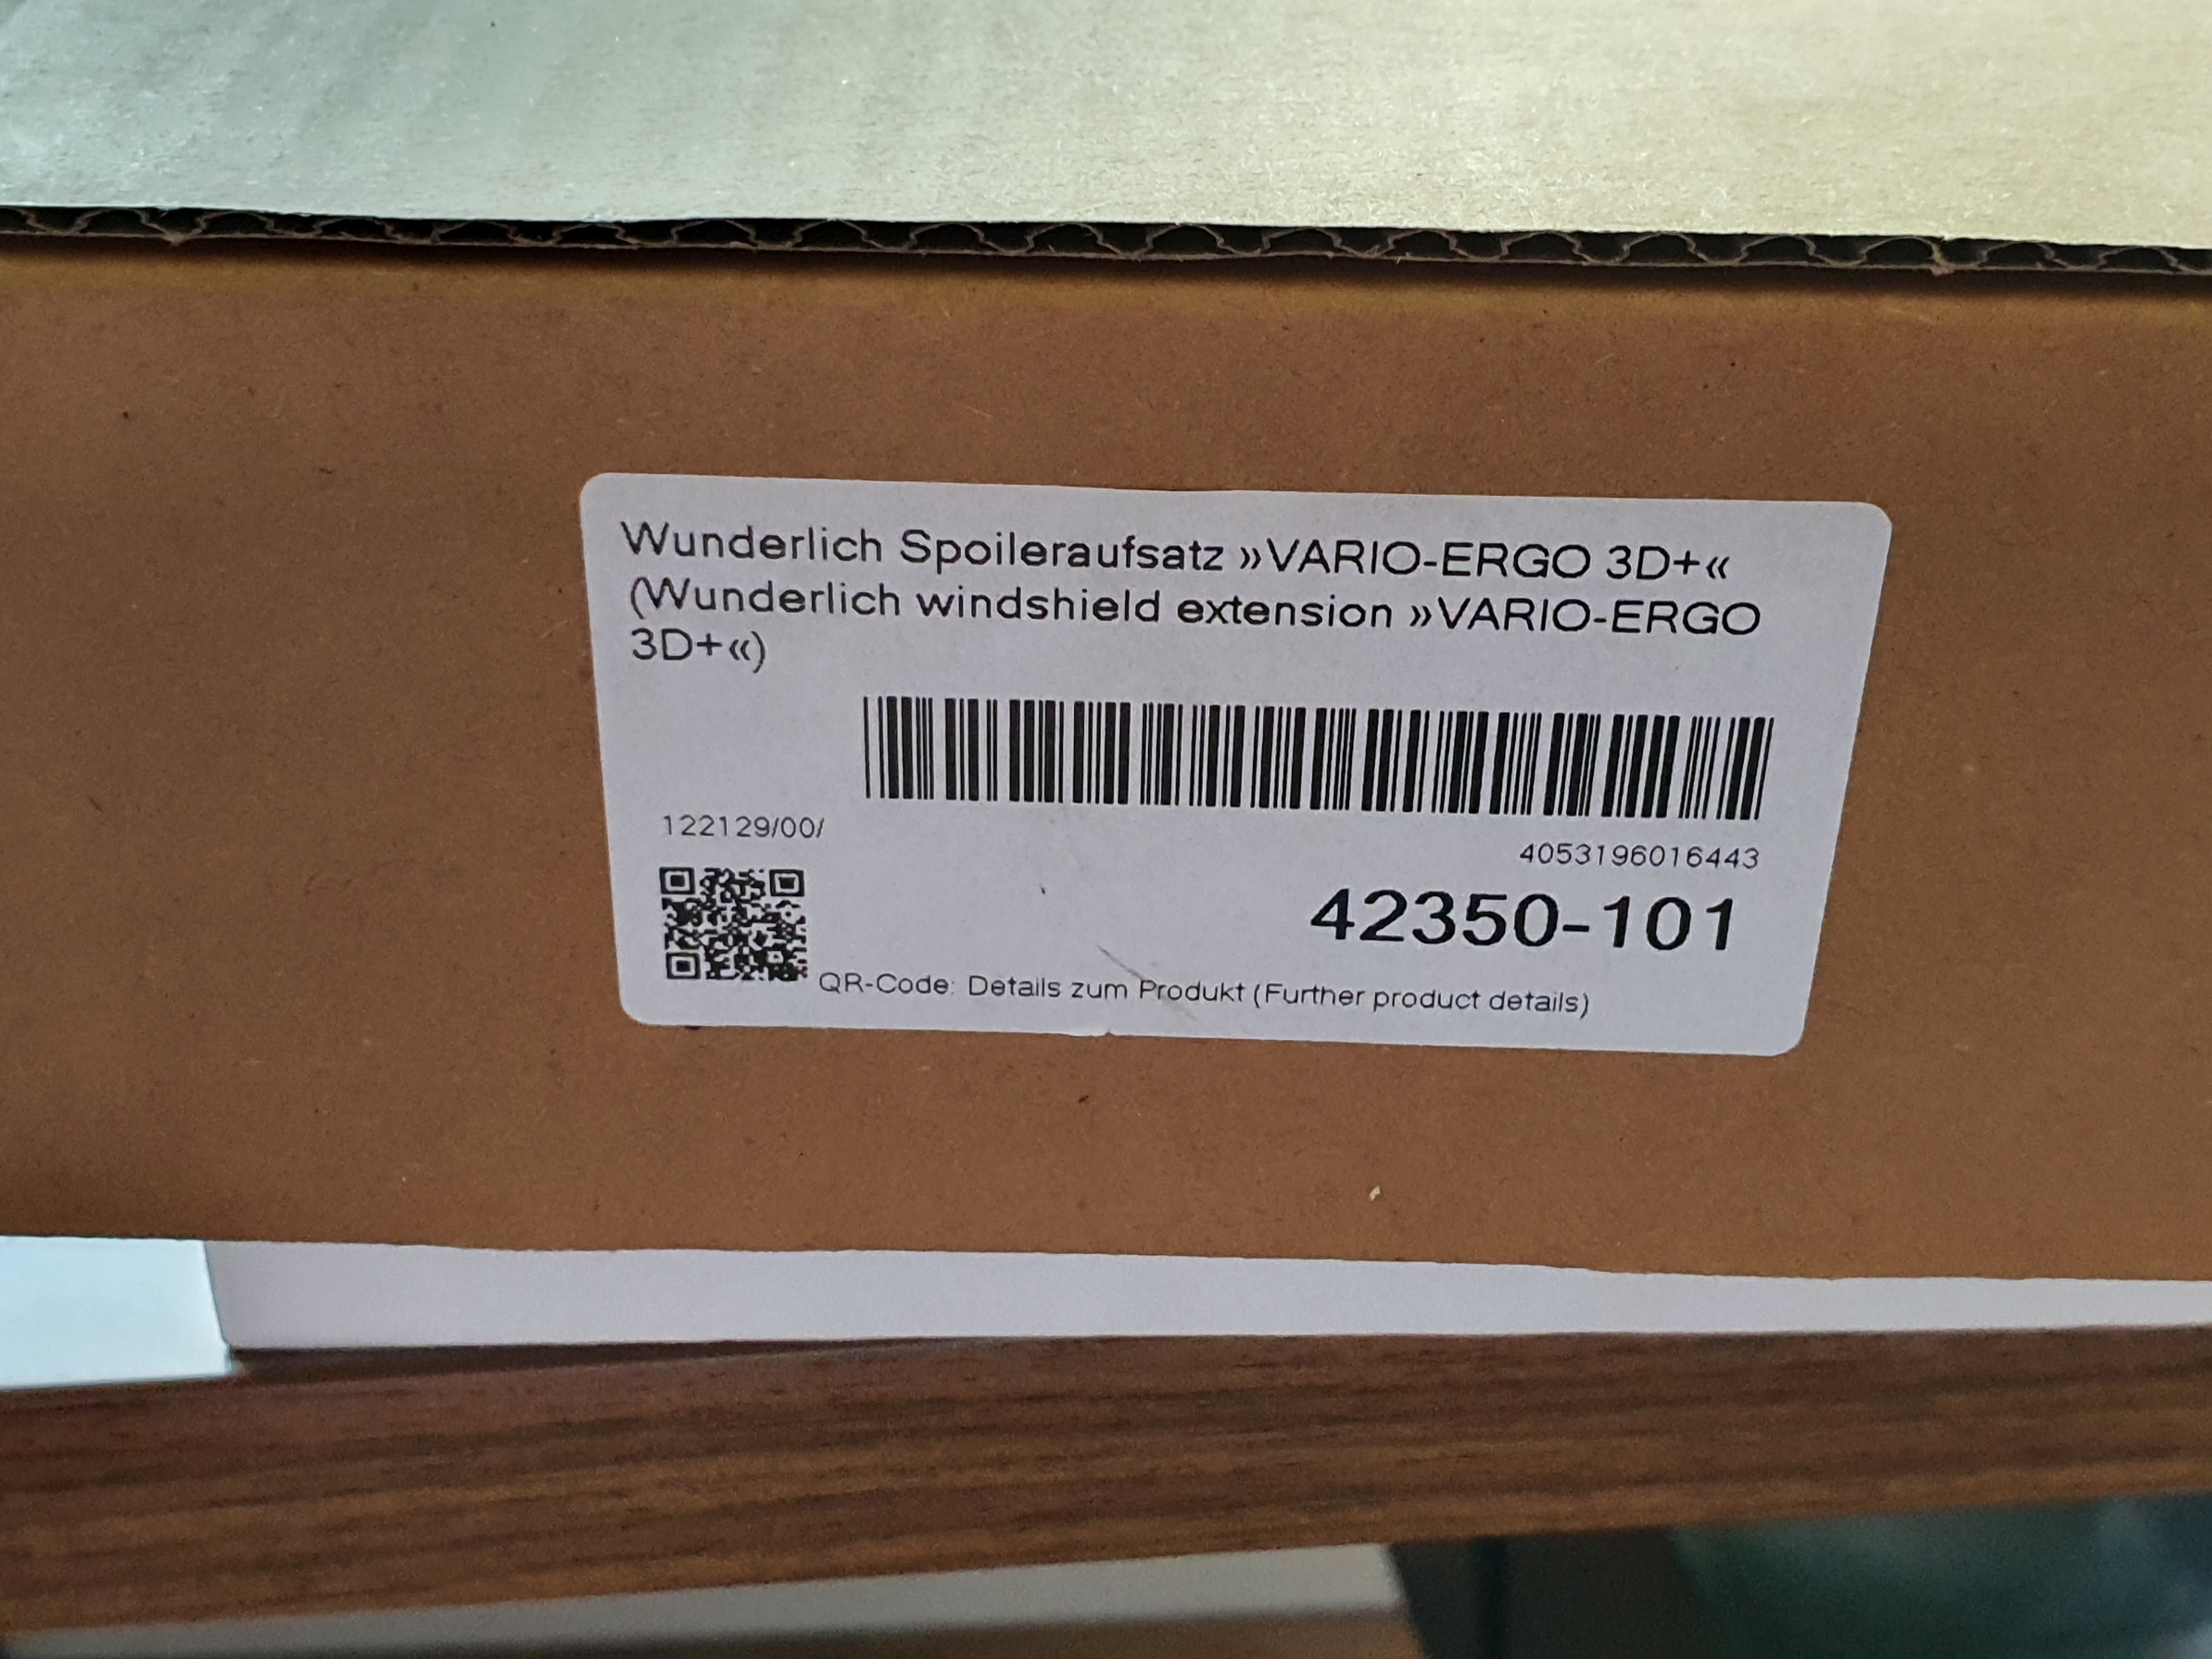 Wunderlich Spoileraufsatz »VARIO-ERGO 3D+«
(Wunderlich windshield extension »VARIO-ERGO
3D+«)
122129/00/
4053196016443
42350-101
QR-Code: Details zum Produkt (Further product details)